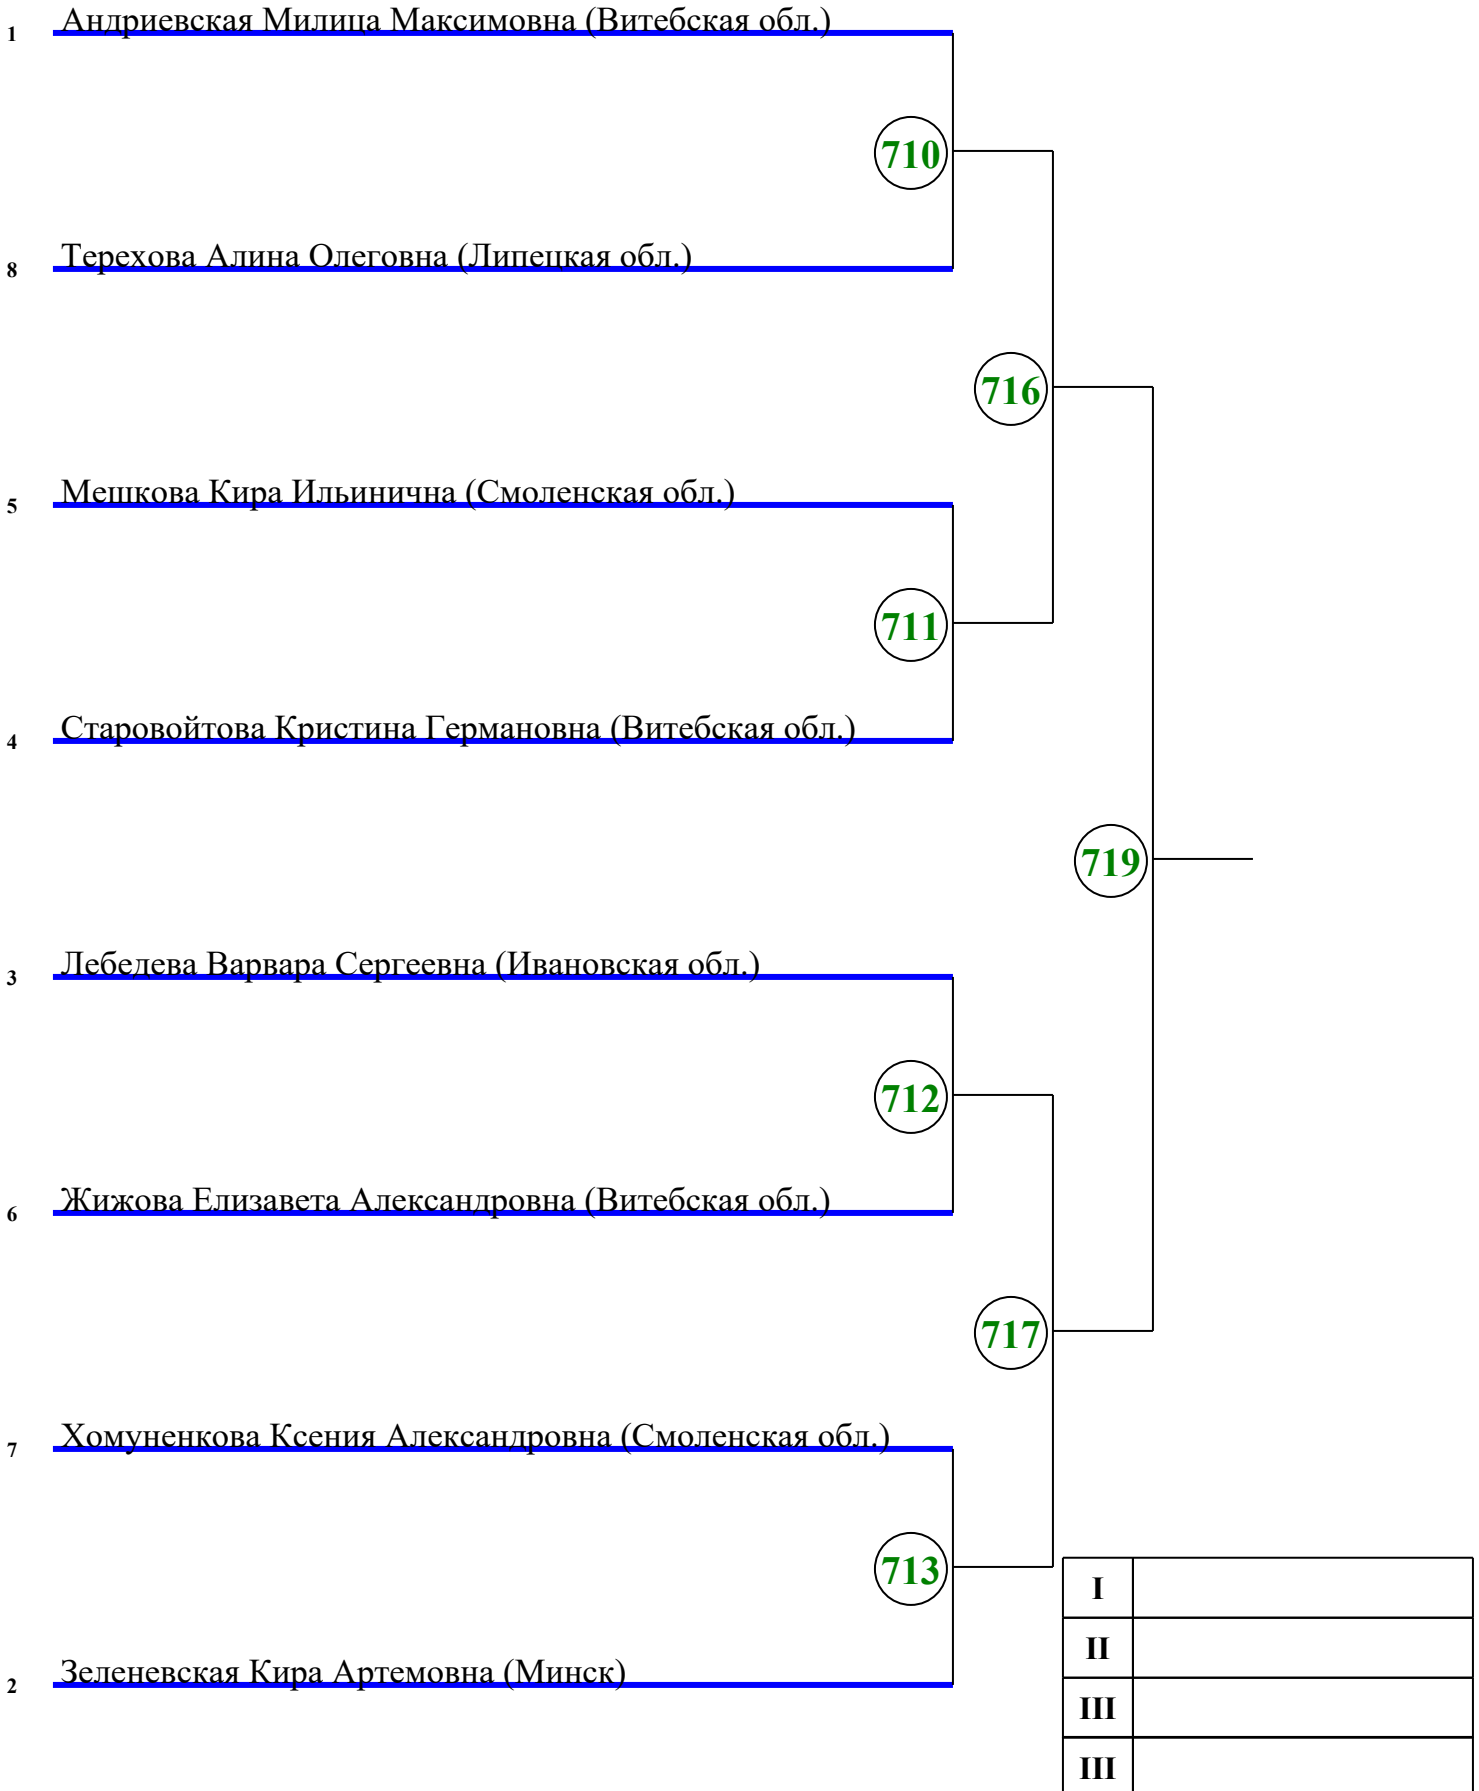 1 Андриевская Милица Максимовна (Витебская обл.)
710
8 Терехова Алина Олеговна (Липецкая обл.)
716
5 Мешкова Кира Ильинична (Смоленская обл.)
711
4 Старовойтова Кристина Германовна (Витебская обл.)
719
3 Лебедева Варвара Сергеевна (Ивановская обл.)
712
6 Жижова Елизавета Александровна (Витебская обл.)
717
7 Хомуненкова Ксения Александровна (Смоленская обл.)
713
I
II
2 Зеленевская Кира Артемовна (Минск)
III
III